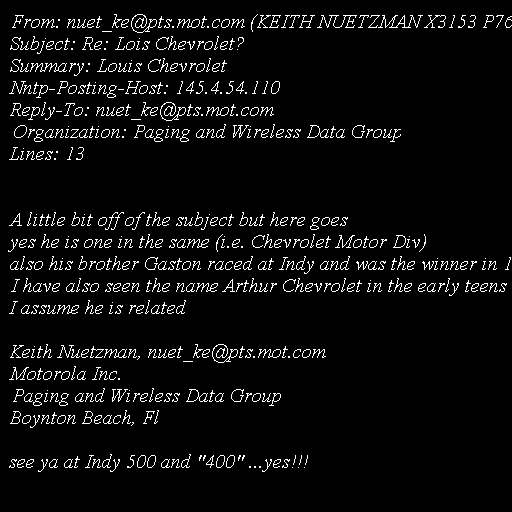 From: nuet_ke@pts.mot.com (KEITH NUETZMAN X3153 P76
Subject: Re: Lois Chevrolet?
Summary: Louis Chevrolet
Nntp-Posting-Host: 145.4.54.110
Reply-To: nuet_ke@pts.mot.com
Organization: Paging and Wireless Data Group
Lines: 13
A little bit off of the subject but here goes
yes he is one in the same (i.e. Chevrolet Motor Div)
also his brother Gaston raced at Indy and was the winner in 1
I have also seen the name Arthur Chevrolet in the early teens
I assume he is related
Keith Nuetzman, nuet_ke@pts.mot.com
Motorola Inc.
Paging and Wireless Data Group
Boynton Beach, Fl
see ya at Indy 500 and "400" ...yes!!!